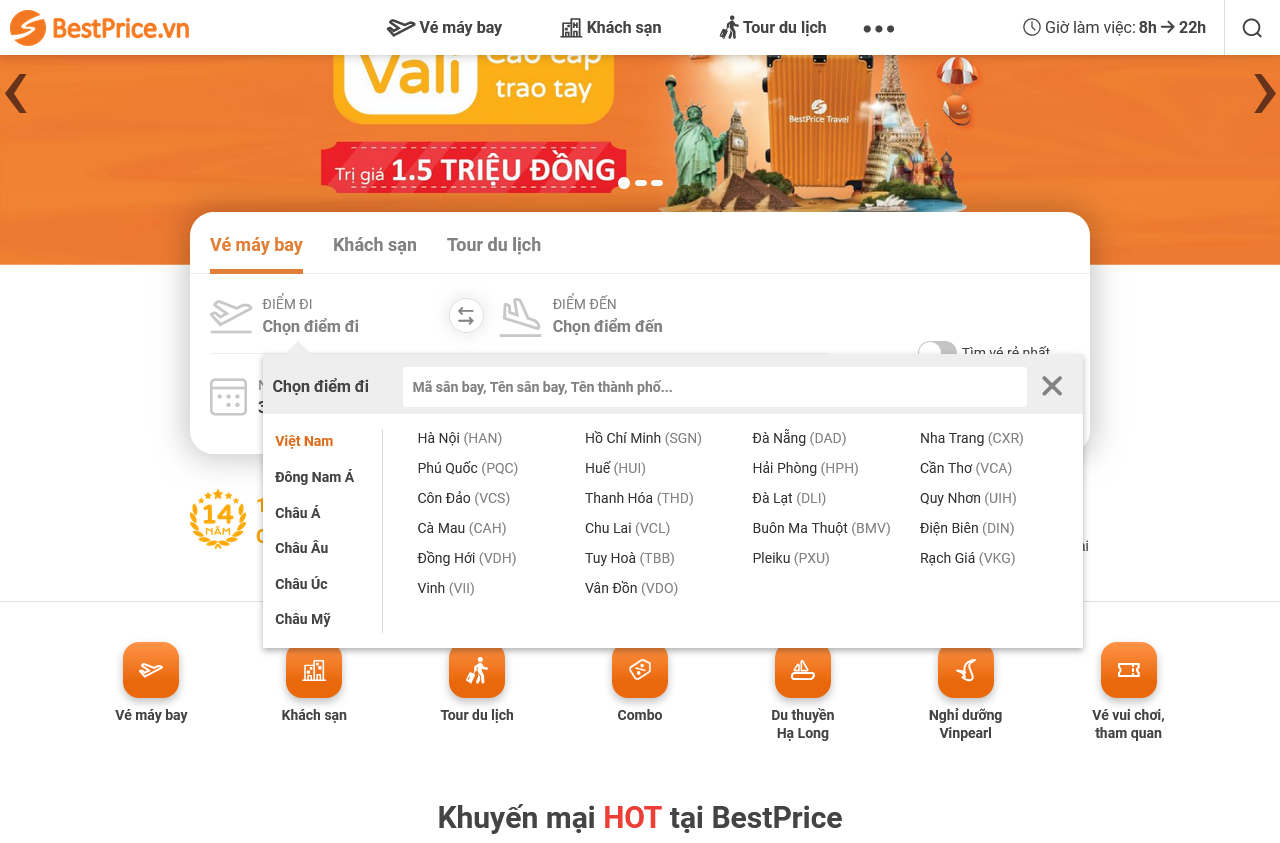 BestPrice.vn
Vé máy bay
Khách sạn
Tour du lịch
Giờ làm việc: 8h → 22h
Vali
Cao cấp
trao tay
BestPrice Travel
Trị giá 1.5 TRIỆU ĐỒNG
Vé máy bay
Khách sạn
Tour du lịch
ĐIỂM ĐI
Chọn điểm đi
ĐIỂM ĐẾN
Chọn điểm đến
Tìm vé rẻ nhất
Chọn điểm đi
Mã sân bay, Tên sân bay, Tên thành phố...
Việt Nam
Đông Nam Á
Châu Á
Châu Âu
Châu Úc
Châu Mỹ
Hà Nội (HAN)
Hồ Chí Minh (SGN)
Đà Nẵng (DAD)
Nha Trang (CXR)
Phú Quốc (PQC)
Huế (HUI)
Hải Phòng (HPH)
Cần Thơ (VCA)
Côn Đảo (VCS)
Thanh Hóa (THD)
Đà Lạt (DLI)
Quy Nhơn (UIH)
Cà Mau (CAH)
Chu Lai (VCL)
Buôn Ma Thuột (BMV)
Điện Biên (DIN)
Đồng Hới (VDH)
Tuy Hoà (TBB)
Pleiku (PXU)
Rạch Giá (VKG)
Vinh (VII)
Vân Đồn (VDO)
14
NĂM
Vé máy bay
Khách sạn
Tour du lịch
Combo
Du thuyền
Hạ Long
Nghỉ dưỡng
Vinpearl
Vé vui chơi,
tham quan
Khuyến mại HOT tại BestPrice